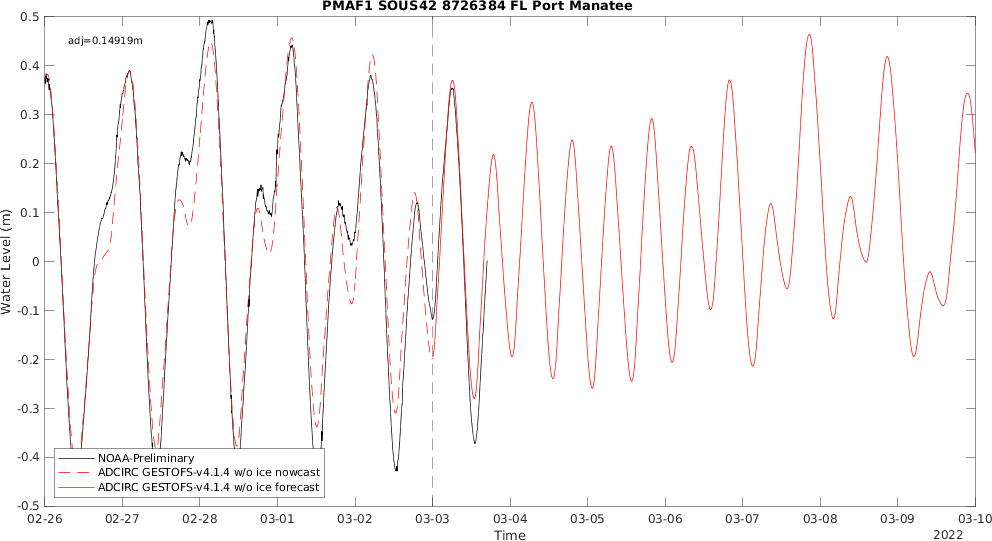 PMAF1 SOUS42 8726384 FL Port Manatee
adj=0.14919m
Water Level (m)
0.5
0.4
0.3
0.2
0.1
0
-0.1
-0.2
-0.3
-0.4
-0.5
NOAA-Preliminary
ADCIRC GESTOFS-v4.1.4 w/o ice nowcast
ADCIRC GESTOFS-v4.1.4 w/o ice forecast
02-26 02-27 02-28 03-01 03-02 03-03 03-04 03-05 03-06 03-07 03-08 03-09 03-10
Time
2022